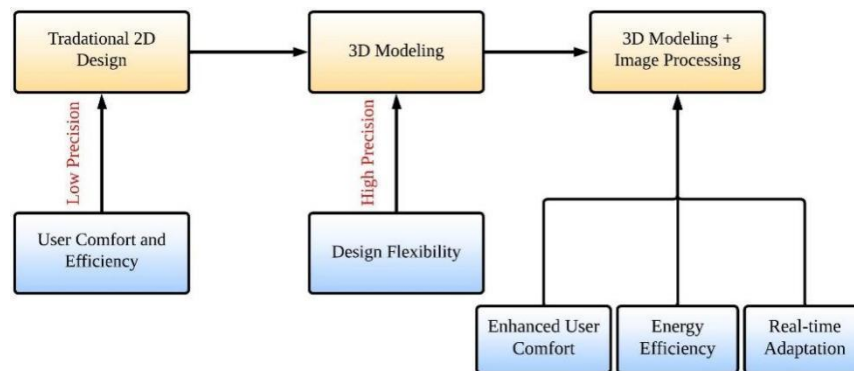 Tradational 2D
Design
3D Modeling
3D Modeling +
Image Processing
Low Precision
High Precision
User Comfort and
Efficiency
Design Flexibility
Enhanced User
Comfort
Energy
Efficiency
Real-time
Adaptation